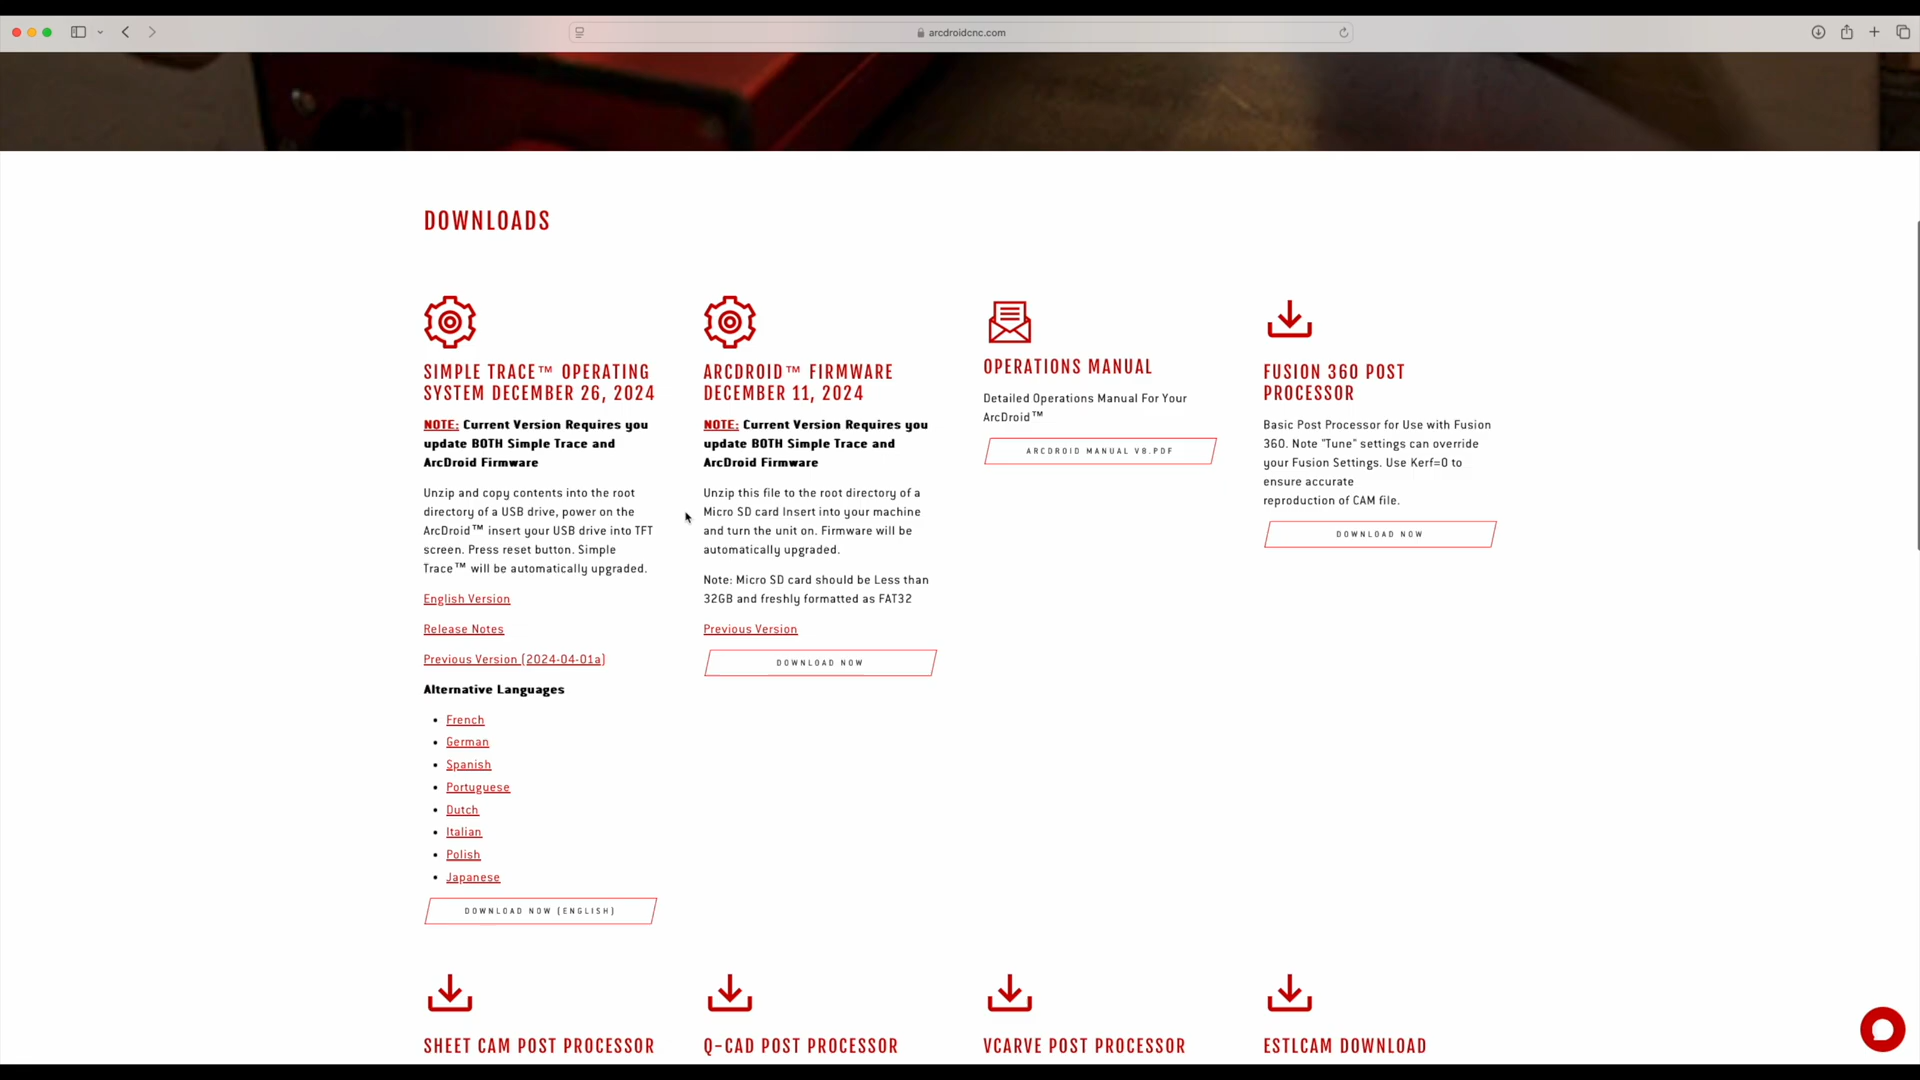 arcdroidcnc.com
DOWNLOADS
SIMPLE TRACE™ OPERATING
SYSTEM DECEMBER 26, 2024
NOTE: Current Version Requires you
update BOTH Simple Trace and
ArcDroid Firmware
Unzip and copy contents into the root
directory of a USB drive, power on the
ArcDroid™ insert your USB drive into TFT
screen. Press reset button. Simple
Trace™ will be automatically upgraded.
English Version
Release Notes
Previous Version (2024-04-01a)
Alternative Languages
• French
• German
• Spanish
• Portuguese
• Dutch
• Italian
• Polish
• Japanese
DOWNLOAD NOW (ENGLISH)
ARCDROID™ FIRMWARE
DECEMBER 11, 2024
NOTE: Current Version Requires you
update BOTH Simple Trace and
ArcDroid Firmware
Unzip this file to the root directory of a
Micro SD card Insert into your machine
and turn the unit on. Firmware will be
automatically upgraded.
Note: Micro SD card should be Less than
32GB and freshly formatted as FAT32
Previous Version
DOWNLOAD NOW
OPERATIONS MANUAL
Detailed Operations Manual For Your
ArcDroid™
ARCDROID MANUAL V8.PDF
FUSION 360 POST
PROCESSOR
Basic Post Processor for Use with Fusion
360. Note "Tune" settings can override
your Fusion Settings. Use Kerf=0 to
ensure accurate
reproduction of CAM file.
DOWNLOAD NOW
SHEET CAM POST PROCESSOR
Q-CAD POST PROCESSOR
VCARVE POST PROCESSOR
ESTLCAM DOWNLOAD